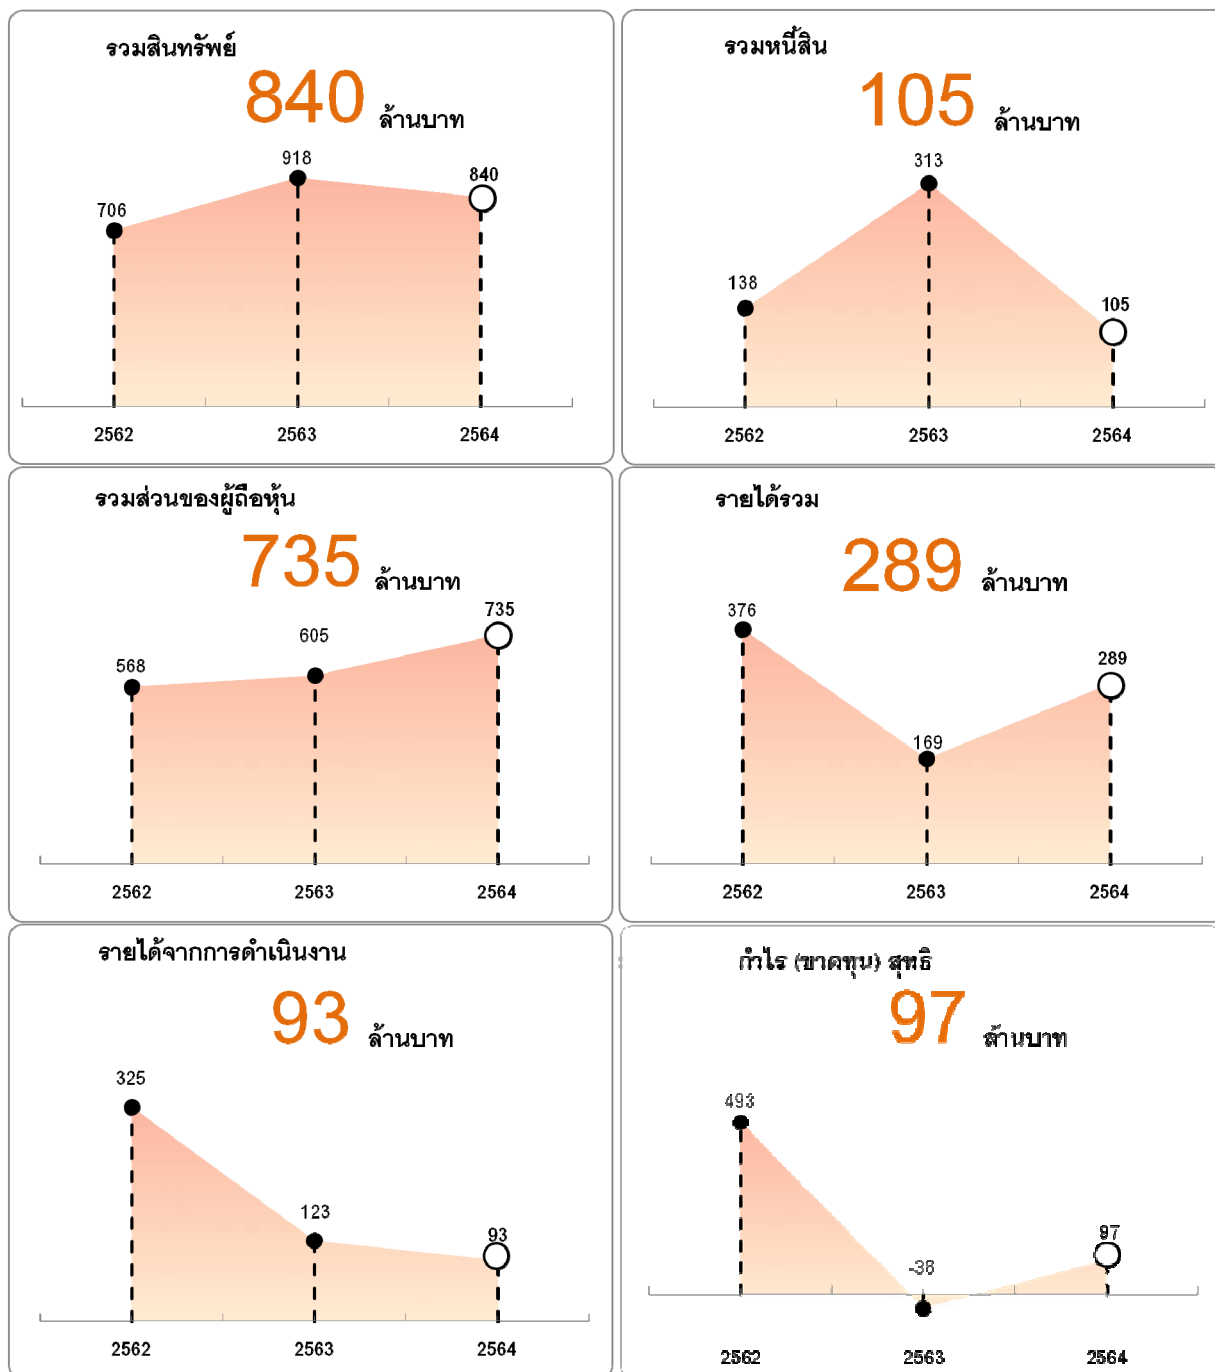 รวมสินทรัพย์
840 ล้านบาท
706
918
840
2562 2563 2564
รวมหนี้สิน
105 ล้านบาท
138
313
105
2562 2563 2564
รวมส่วนของผู้ถือหุ้น
735 ล้านบาท
568
605
735
2562 2563 2564
รายได้รวม
289 ล้านบาท
376
169
289
2562 2563 2564
รายได้จากการดำเนินงาน
93 ล้านบาท
325
123
93
2562 2563 2564
กำไร (ขาดทุน) สุทธิ
97 ล้านบาท
493
-38
97
2562 2563 2564